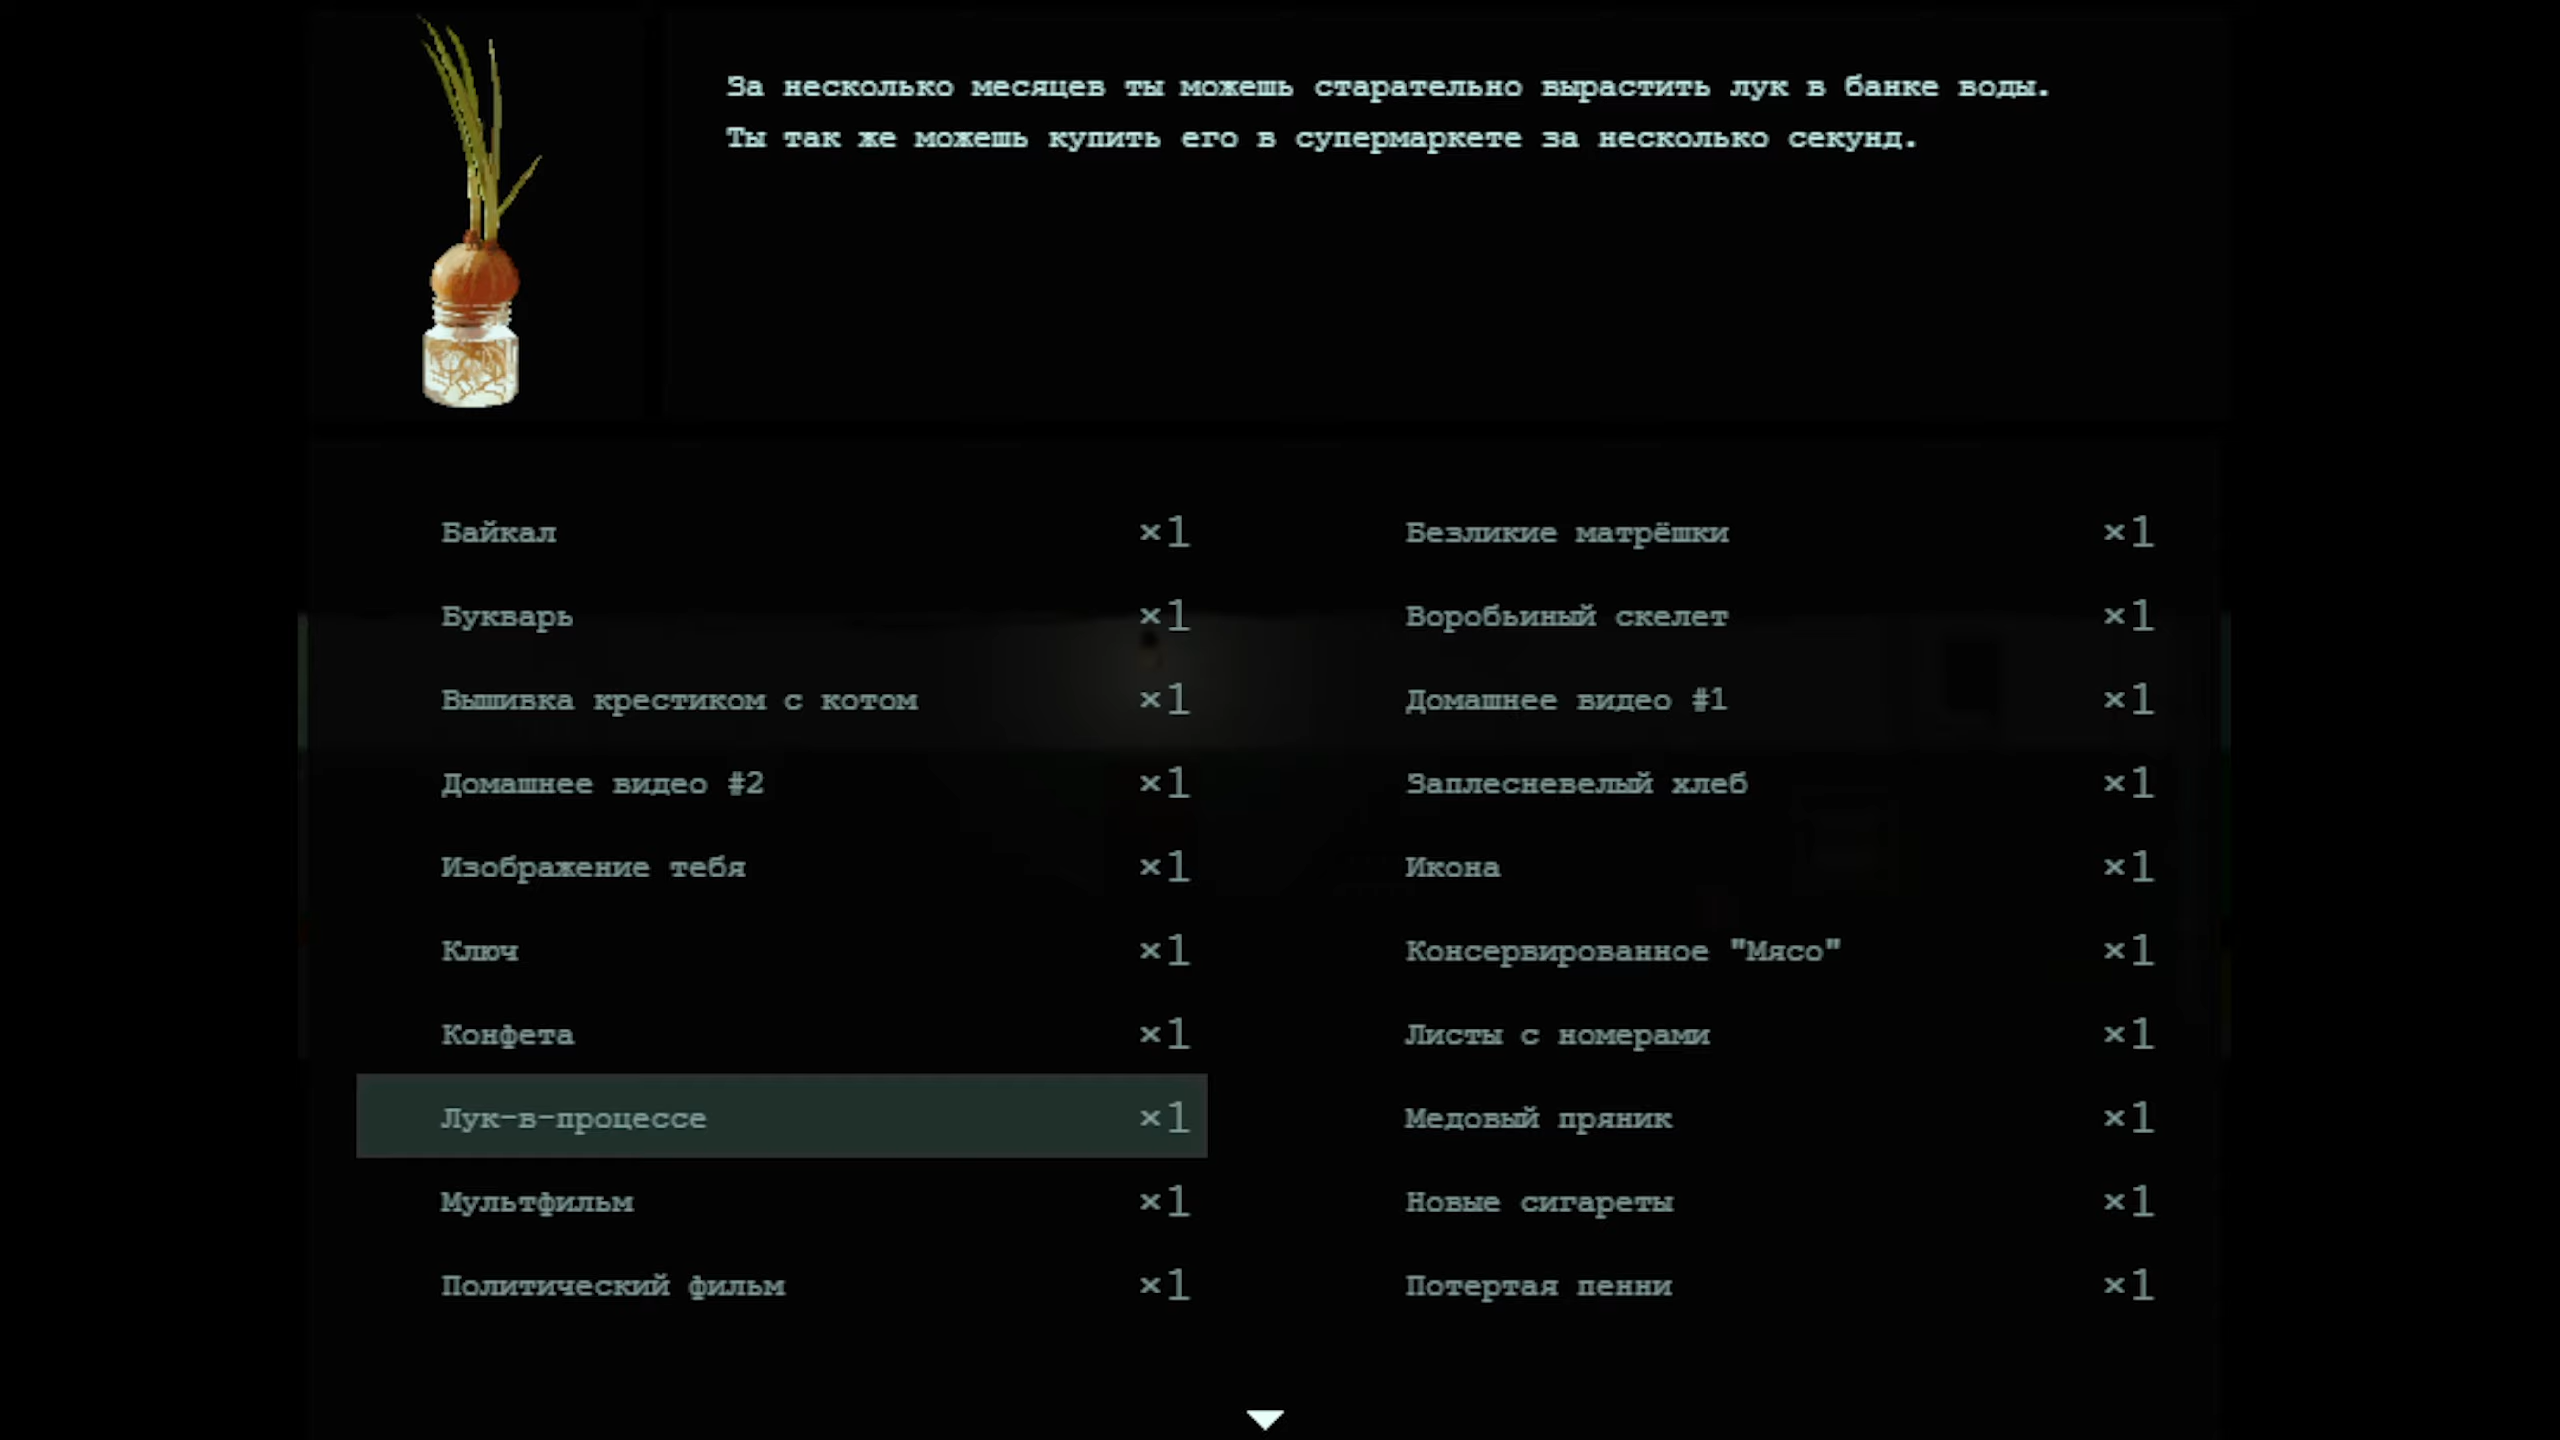 За несколько месяцев ты можешь старательно вырастить лук в банке воды.
Ты так же можешь купить его в супермаркете за несколько секунд.
Байкал ×1 Безликие матрёшки ×1
Букварь ×1 Воробьиный скелет ×1
Вышивка крестиком с котом ×1 Домашнее видео #1 ×1
Домашнее видео #2 ×1 Заплесневелый хлеб ×1
Изображение тебя ×1 Икона ×1
Ключ ×1 Консервированное "Мясо" ×1
Конфета ×1 Листы с номерами ×1
Лук-в-процессе ×1 Медовый пряник ×1
Мультфильм ×1 Новые сигареты ×1
Политический фильм ×1 Потертая пенни ×1